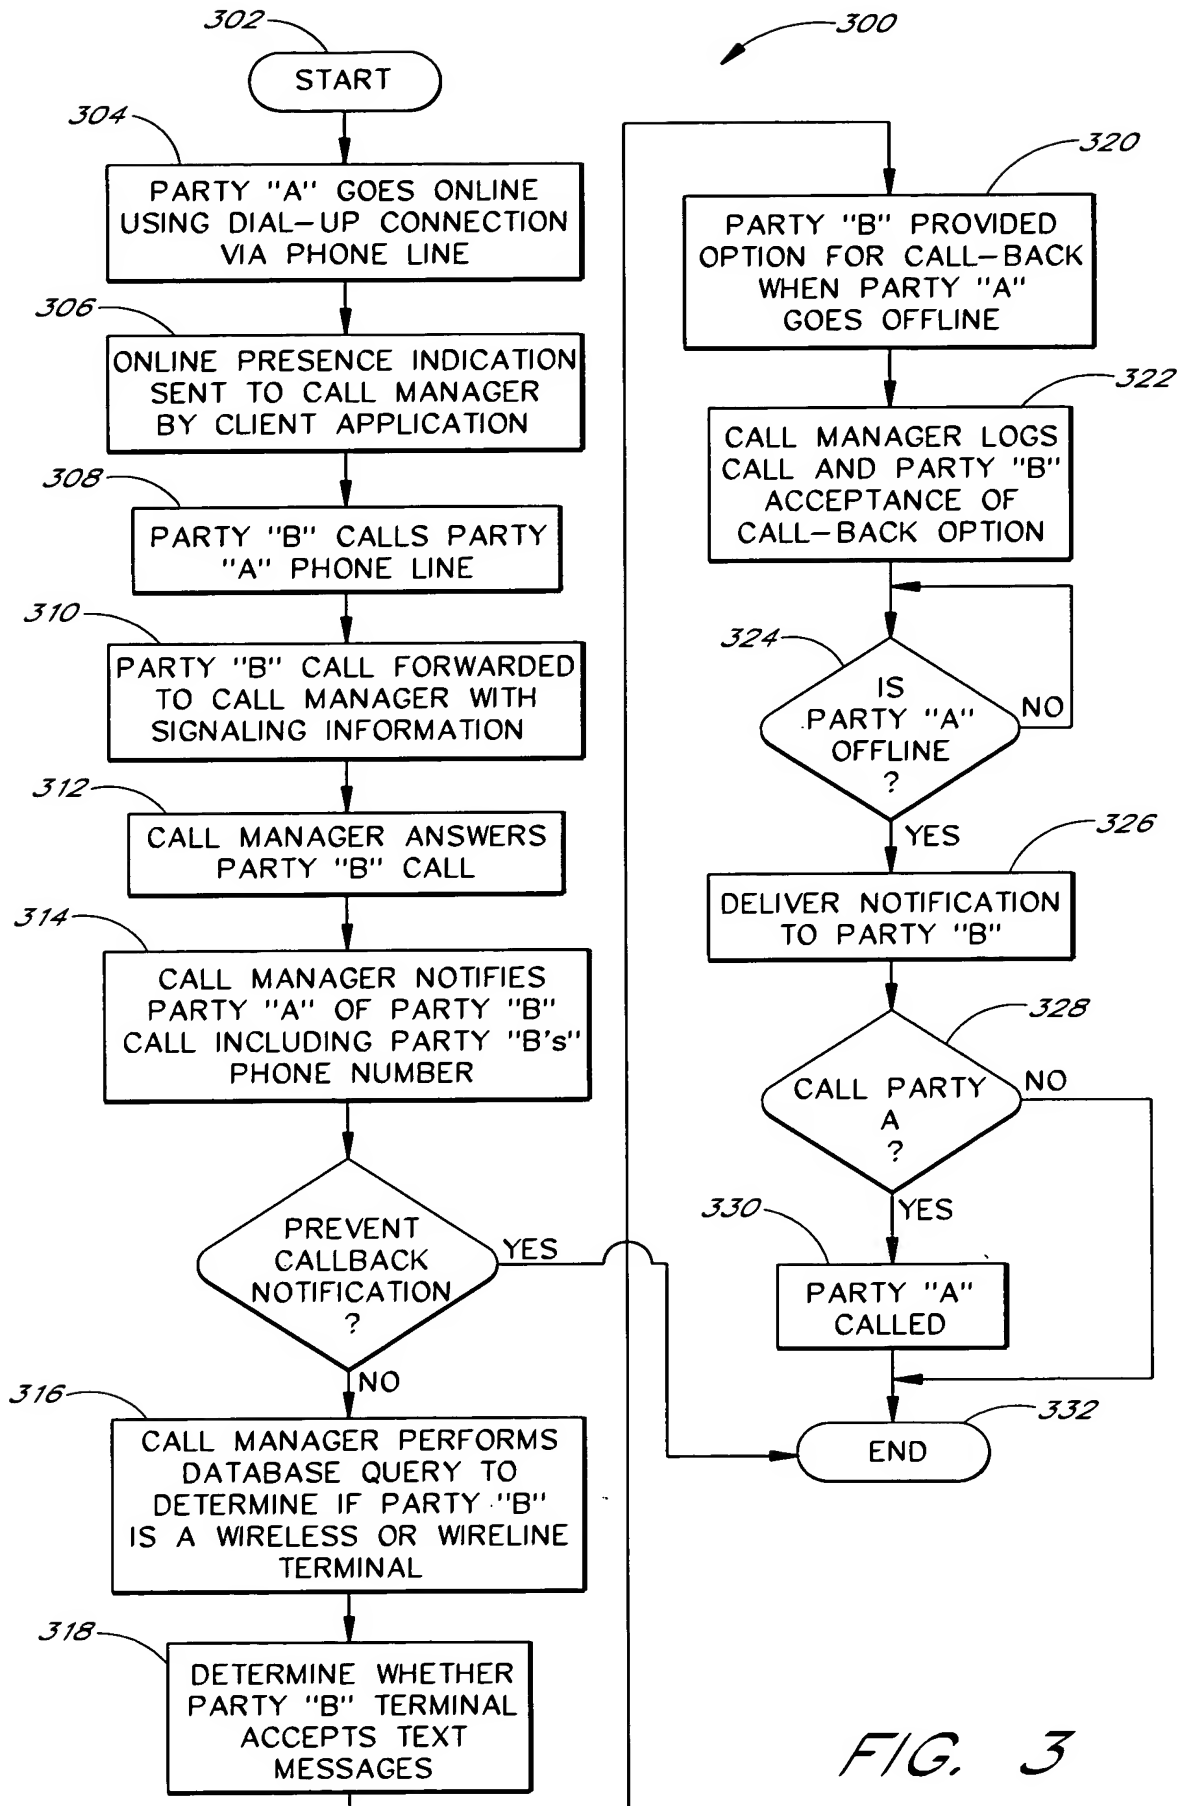 302
START
304
PARTY "A" GOES ONLINE
USING DIAL-UP CONNECTION
VIA PHONE LINE
306
ONLINE PRESENCE INDICATION
SENT TO CALL MANAGER
BY CLIENT APPLICATION
308
PARTY "B" CALLS PARTY
"A" PHONE LINE
310
PARTY "B" CALL FORWARDED
TO CALL MANAGER WITH
SIGNALING INFORMATION
312
CALL MANAGER ANSWERS
PARTY "B" CALL
314
CALL MANAGER NOTIFIES
PARTY "A" OF PARTY "B"
CALL INCLUDING PARTY "B's"
PHONE NUMBER
PREVENT
CALLBACK
NOTIFICATION
?
YES
NO
316
CALL MANAGER PERFORMS
DATABASE QUERY TO
DETERMINE IF PARTY "B"
IS A WIRELESS OR WIRELINE
TERMINAL
318
DETERMINE WHETHER
PARTY "B" TERMINAL
ACCEPTS TEXT
MESSAGES
300
320
PARTY "B" PROVIDED
OPTION FOR CALL-BACK
WHEN PARTY "A"
GOES OFFLINE
322
CALL MANAGER LOGS
CALL AND PARTY "B"
ACCEPTANCE OF
CALL-BACK OPTION
324
IS
PARTY "A"
OFFLINE
?
NO
YES
326
DELIVER NOTIFICATION
TO PARTY "B"
328
CALL PARTY
A
?
NO
YES
330
PARTY "A"
CALLED
332
END
FIG. 3